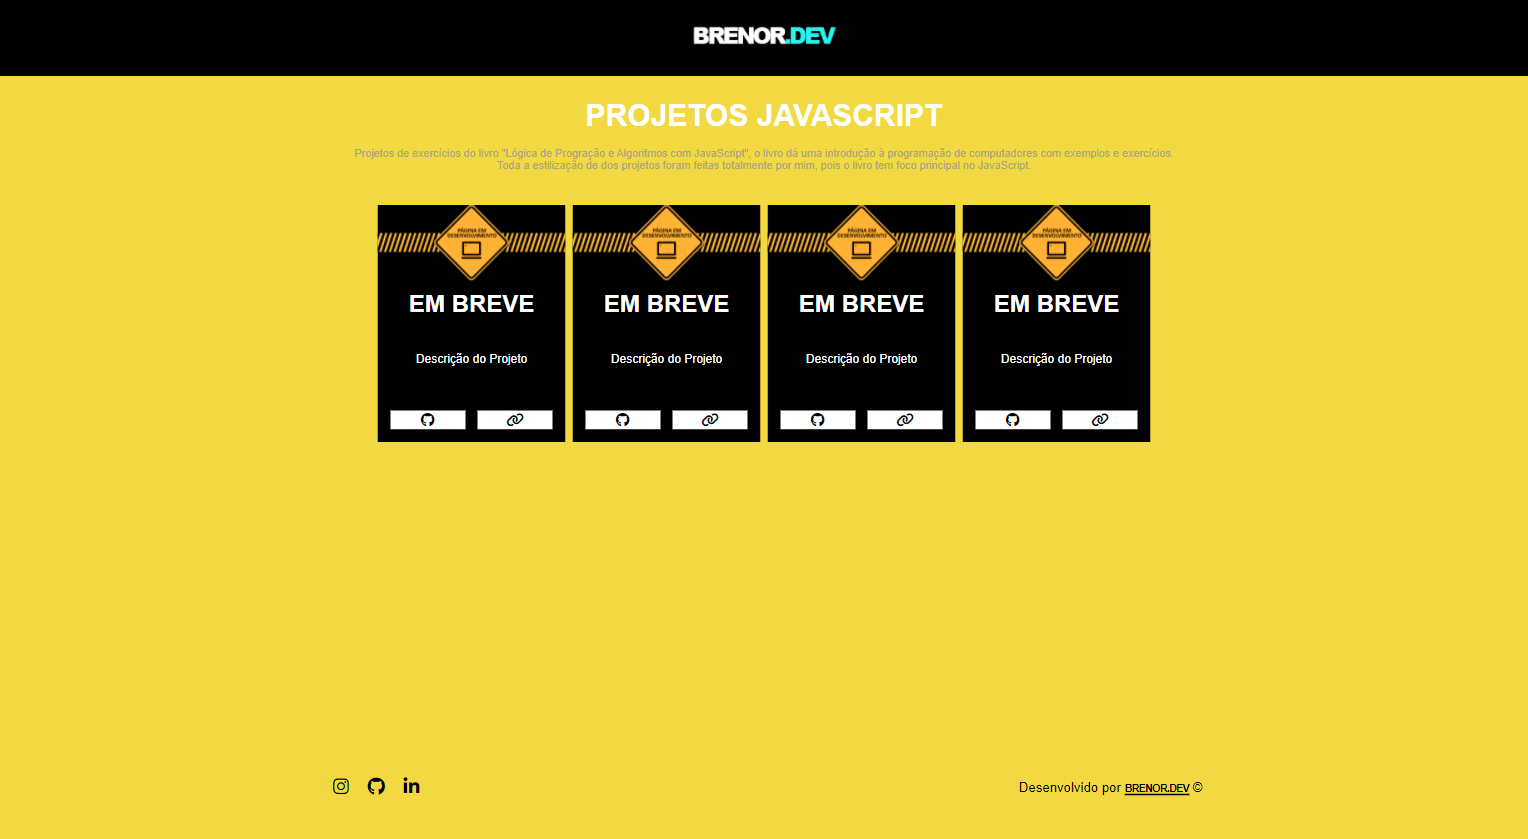 BRENOR.DEV
PROJETOS JAVASCRIPT
Projetos de exercícios do livro "Lógica de Progração e Algoritmos com JavaScript", o livro dá uma introdução à programação de computadores com exemplos e exercícios.
Toda a estilização de dos projetos foram feitas totalmente por mim, pois o livro tem foco principal no JavaScript.
PÁGINA EM
DESENVOLVIMENTO
EM BREVE
Descrição do Projeto
PÁGINA EM
DESENVOLVIMENTO
EM BREVE
Descrição do Projeto
PÁGINA EM
DESENVOLVIMENTO
EM BREVE
Descrição do Projeto
PÁGINA EM
DESENVOLVIMENTO
EM BREVE
Descrição do Projeto
Desenvolvido por BRENOR.DEV ©